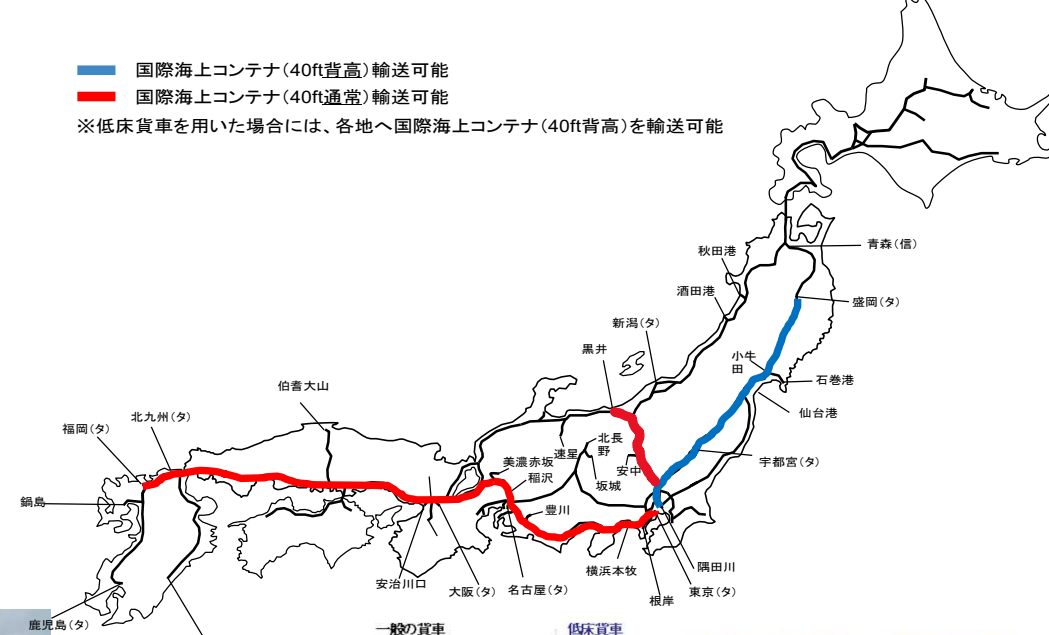 国際海上コンテナ(40ft背高)輸送可能
国際海上コンテナ(40ft通常)輸送可能
※低床貨車を用いた場合には、各地へ国際海上コンテナ(40ft背高)を輸送可能
青森(信)
秋田港
酒田港
盛岡(タ)
新潟(タ)
黒井
小牛
田
石巻港
仙台港
伯耆大山
北九州(タ)
福岡(タ)
北長
野
速星
美濃赤坂
稲沢
安中
坂城
宇都宮(タ)
鍋島
豊川
横浜本牧
隅田川
安治川口
大阪(タ)
名古屋(タ)
根岸
東京(タ)
鹿児島(タ)
一般の貨車
低床貨車